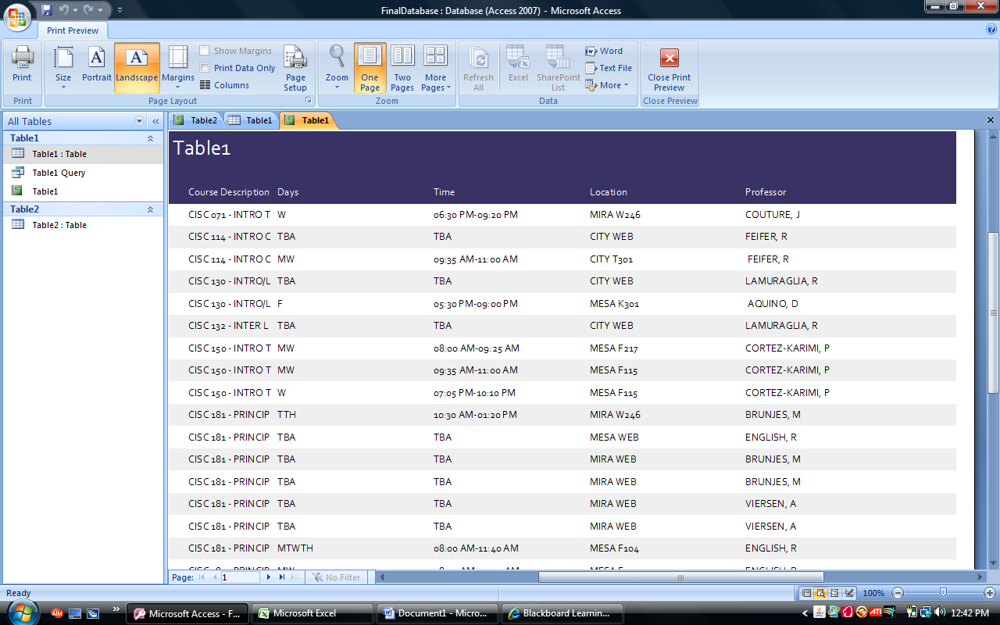 FinalDatabase : Database (Access 2007) - Microsoft Access
Print Preview
Print
Size
Portrait
Landscape
Margins
Show Margins
Print Data Only
Columns
Page Setup
Zoom
One Page
Two Pages
More Pages
Refresh All
Excel
SharePoint List
Word
Text File
More
Close Print Preview
Print
Page Layout
Zoom
Data
Close Preview
All Tables
Table2
Table1
Table1
Table1
Table1 : Table
Table1 Query
Table1
Table2
Table2 : Table
Table1
Course Description Days Time Location Professor
CISC 071 - INTRO T W 06:30 PM-09:20 PM MIRA W246 COUTURE, J
CISC 114 - INTRO C TBA TBA CITY WEB FEIFER, R
CISC 114 - INTRO C MW 09:35 AM-11:00 AM CITY T301 FEIFER, R
CISC 130 - INTRO/L TBA TBA CITY WEB LAMURAGLIA, R
CISC 130 - INTRO/L F 05:30 PM-09:00 PM MESA K301 AQUINO, D
CISC 132 - INTER L TBA TBA CITY WEB LAMURAGLIA, R
CISC 150 - INTRO T MW 08:00 AM-09:25 AM MESA F217 CORTEZ-KARIMI, P
CISC 150 - INTRO T MW 09:35 AM-11:00 AM MESA F115 CORTEZ-KARIMI, P
CISC 150 - INTRO T W 07:05 PM-10:10 PM MESA F115 CORTEZ-KARIMI, P
CISC 181 - PRINCIP TTH 10:30 AM-01:20 PM MIRA W246 BRUNJES, M
CISC 181 - PRINCIP TBA TBA MESA WEB ENGLISH, R
CISC 181 - PRINCIP TBA TBA MIRA WEB BRUNJES, M
CISC 181 - PRINCIP TBA TBA MIRA WEB BRUNJES, M
CISC 181 - PRINCIP TBA TBA MIRA WEB VIERSEN, A
CISC 181 - PRINCIP TBA TBA MIRA WEB VIERSEN, A
CISC 181 - PRINCIP MTWTH 08:00 AM-11:40 AM MESA F104 ENGLISH, R
Page: 1 No Filter
Ready 100%
AIM Microsoft Access - F... Microsoft Excel Document1 - Micro... Blackboard Learnin... ATI 12:42 PM